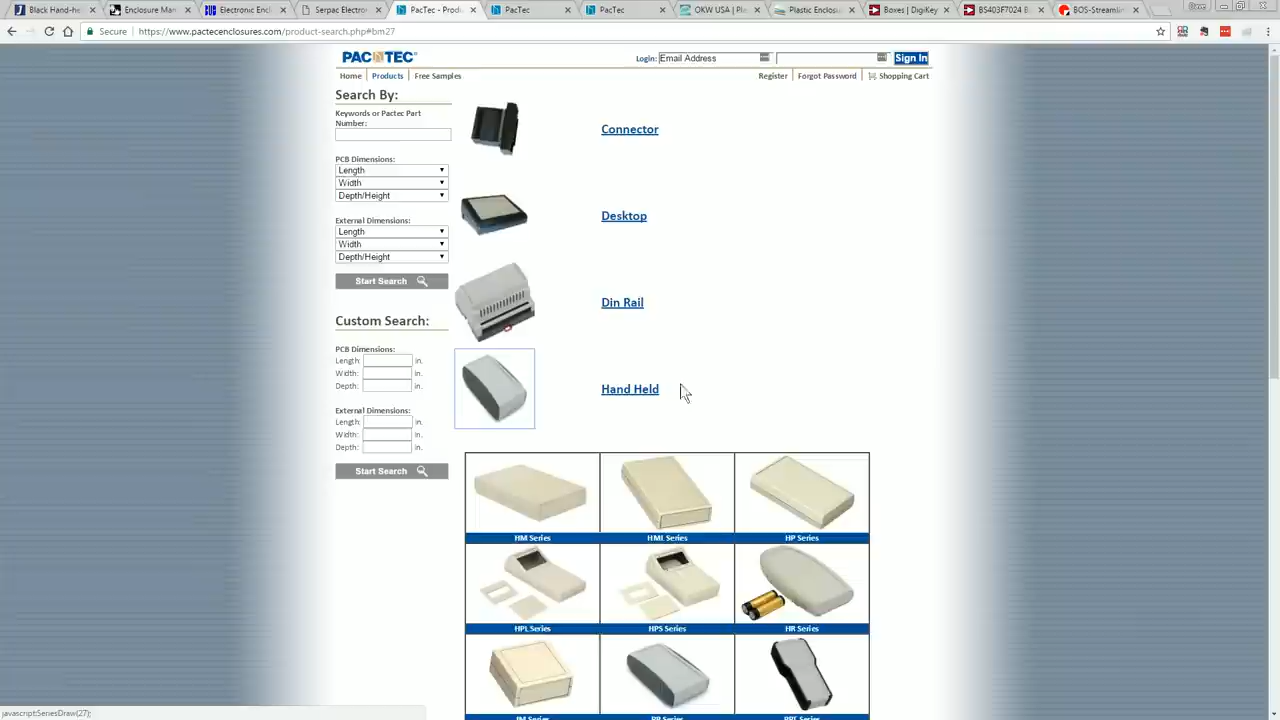 Black Hand-he
Enclosure Man
Electronic Encl
Serpac Electro
PacTec - Produ
PacTec
PacTec
OKW USA | Pla
Plastic Enclosu
Boxes | DigiKey
BS403F7024 B
BOS-Streamlin
Secure
https://www.pactecenclosures.com/product-search.php#bm27
PACTEC
Login:
Email Address
Sign In
Home
Products
Free Samples
Register
Forgot Password
Shopping Cart
Search By:
Keywords or Pactec Part
Number:
PCB Dimensions:
Length
Width
Depth/Height
External Dimensions:
Length
Width
Depth/Height
Start Search
Custom Search:
PCB Dimensions:
Length: in.
Width: in.
Depth: in.
External Dimensions:
Length: in.
Width: in.
Depth: in.
Start Search
Connector
Desktop
Din Rail
Hand Held
HM Series
HML Series
HP Series
HPL Series
HPS Series
HR Series
javascript:SeriesDraw(27);